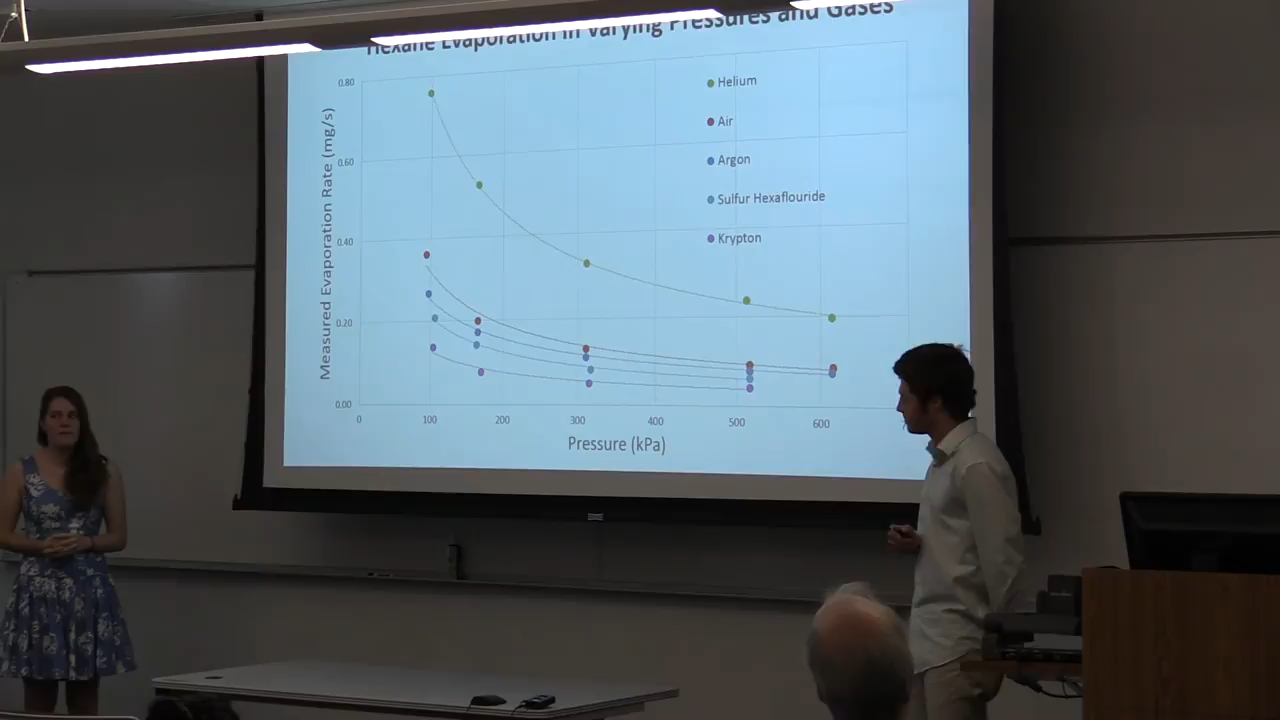 Hexane Evaporation in Varying Pressures and Gases
0.80
0.60
0.40
0.20
0.00
Measured Evaporation Rate (mg/s)
Helium
Air
Argon
Sulfur Hexaflouride
Krypton
0 100 200 300 400 500 600
Pressure (kPa)